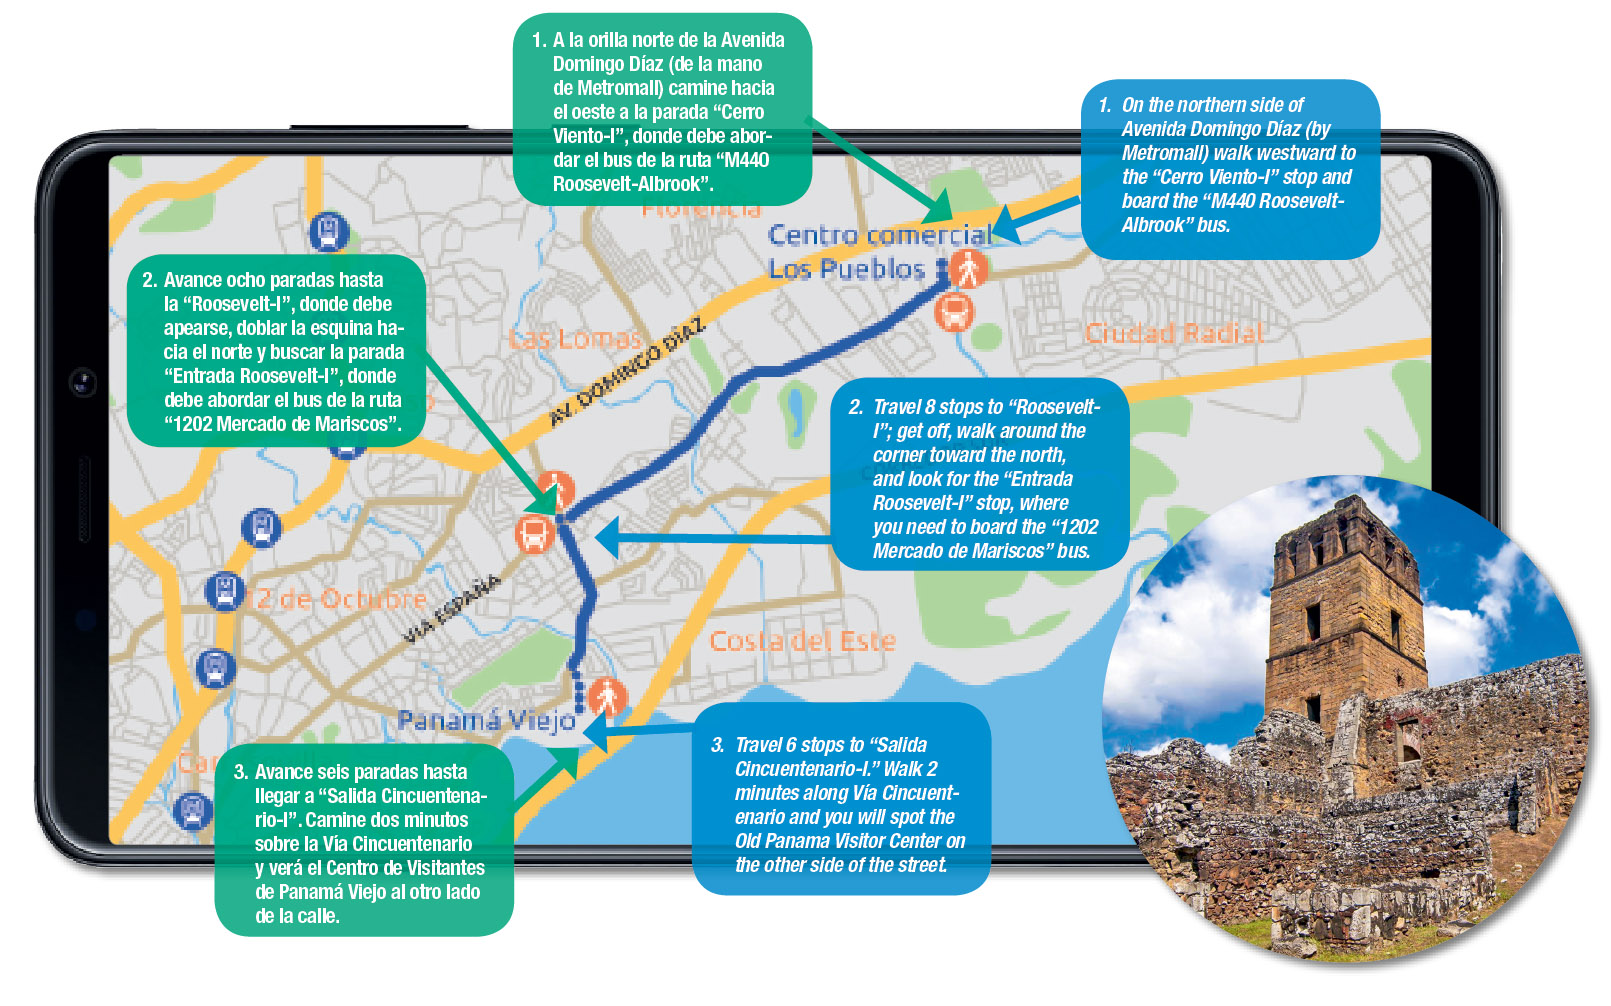 1. A la orilla norte de la Avenida
Domingo Díaz (de la mano
de Metromall) camine hacia
el oeste a la parada “Cerro
Viento-I”, donde debe abor-
dar el bus de la ruta “M440
Roosevelt-Albrook”.
1. On the northern side of
Avenida Domingo Díaz (by
Metromall) walk westward to
the “Cerro Viento-I” stop and
board the “M440 Roosevelt-
Albrook” bus.
Florencia
Centro comercial
Los Pueblos
2. Avance ocho paradas hasta
la “Roosevelt-I”, donde debe
apearse, doblar la esquina ha-
cia el norte y buscar la parada
“Entrada Roosevelt-I”, donde
debe abordar el bus de la ruta
“1202 Mercado de Mariscos”.
Las Lomas
AV. DOMINGO DÍAZ
Ciudad Radial
2. Travel 8 stops to “Roosevelt-
I”; get off, walk around the
corner toward the north,
and look for the “Entrada
Roosevelt-I” stop, where
you need to board the “1202
Mercado de Mariscos” bus.
12 de Octubre
VIA ESPAÑA
Costa del Este
Panamá Viejo
3. Avance seis paradas hasta
llegar a “Salida Cincuentena-
rio-I”. Camine dos minutos
sobre la Vía Cincuentenario
y verá el Centro de Visitantes
de Panamá Viejo al otro lado
de la calle.
3. Travel 6 stops to “Salida
Cincuentenario-I.” Walk 2
minutes along Vía Cincuent-
enario and you will spot the
Old Panama Visitor Center on
the other side of the street.